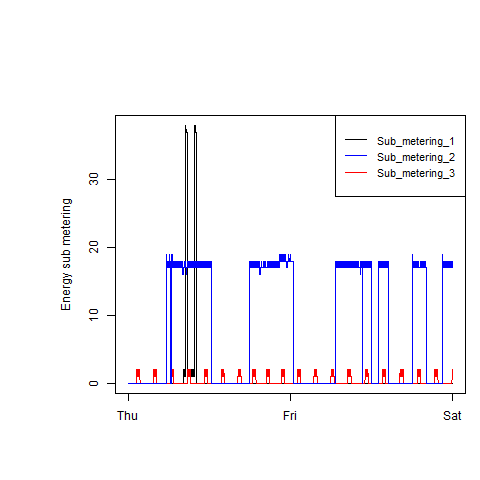 Energy sub metering
30
20
10
0
Thu
Fri
Sat
Sub_metering_1
Sub_metering_2
Sub_metering_3